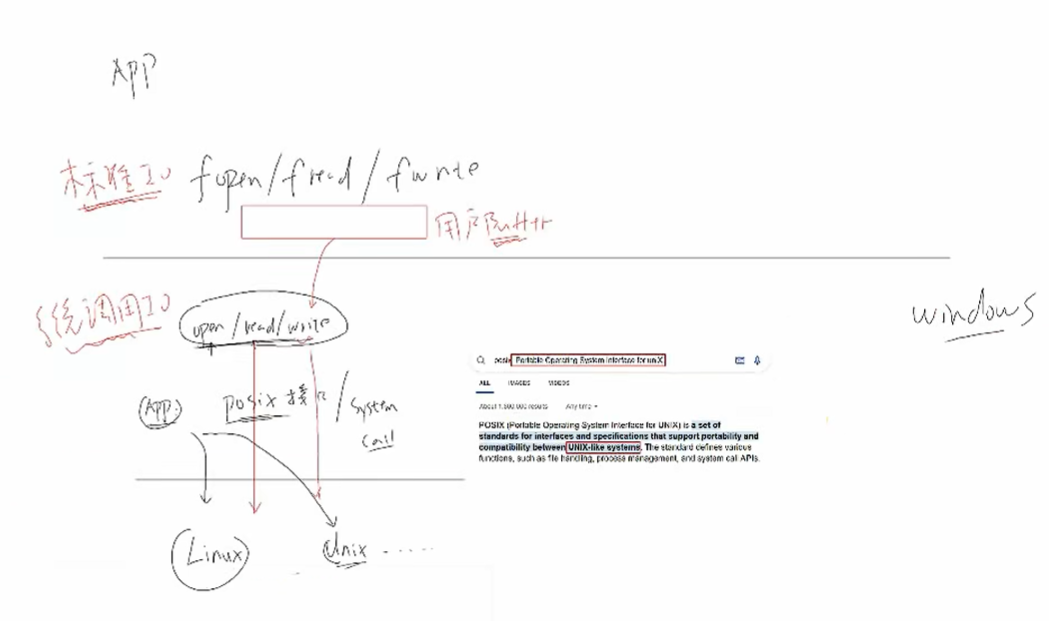 APP
标准IO fopen/fread/fwrite
用户Buffer
系统调用IO open/read/write
windows
posix Portable Operating System Interface for uniX
ALL IMAGES VIDEOS
About 1,500,000 results Any time
POSIX (Portable Operating System Interface for UNIX) is a set of
standards for interfaces and specifications that support portability and
compatibility between UNIX-like systems. The standard defines various
functions, such as file handling, process management, and system call APIs.
APP posix 接口/system
call
Linux Unix ......